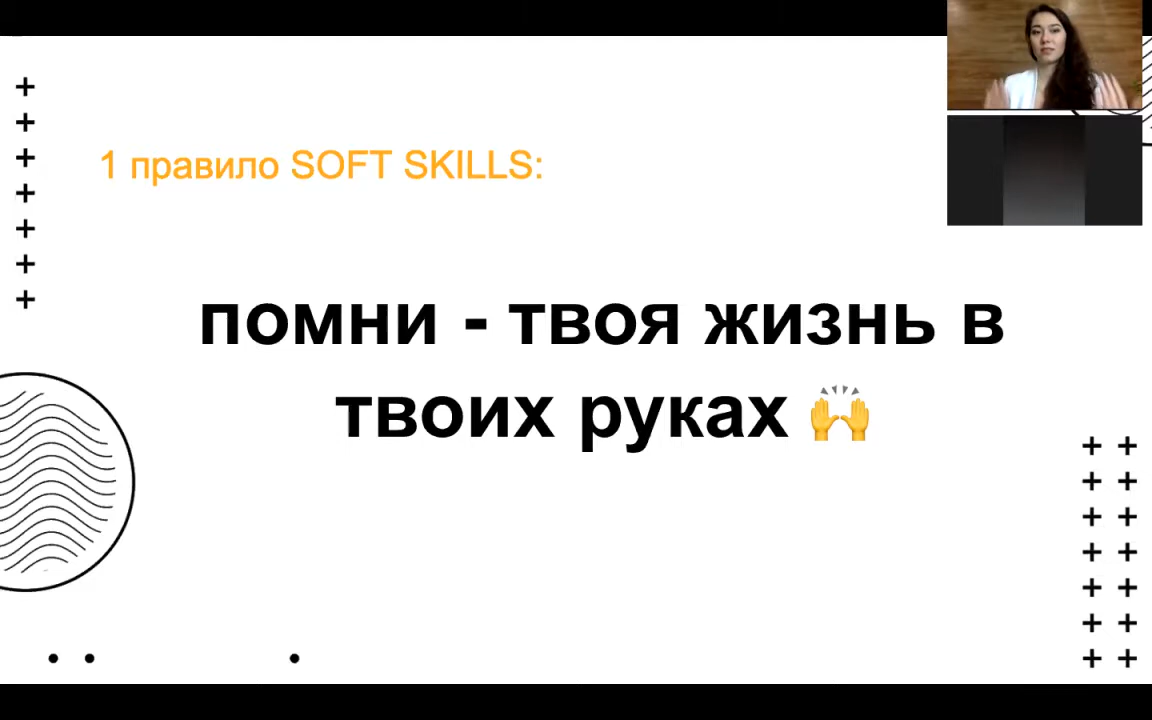 1 правило SOFT SKILLS:
помни - твоя жизнь в
твоих руках 🙌